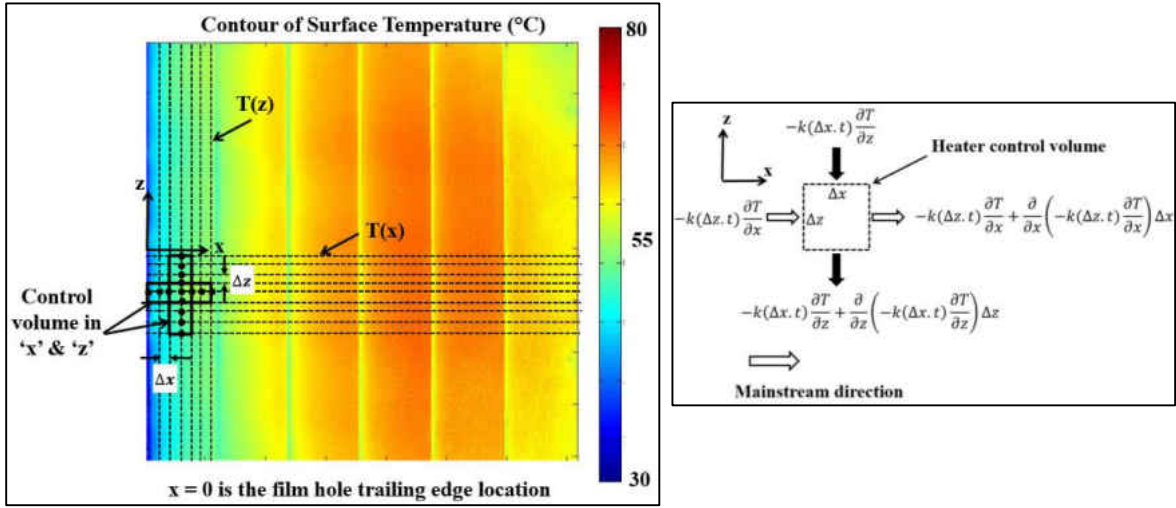 Contour of Surface Temperature (°C)
80
T(z)
z
x
T(x)
55
Δz
Control
volume in
‘x’ & ‘z’
Δx
30
x = 0 is the film hole trailing edge location
z
x
−k(Δx.t) ∂T/∂z
Heater control volume
Δx
−k(Δz.t) ∂T/∂x
Δz
−k(Δz.t) ∂T/∂x + ∂/∂x (−k(Δz.t) ∂T/∂x) Δx
−k(Δx.t) ∂T/∂z + ∂/∂z (−k(Δx.t) ∂T/∂z) Δz
Mainstream direction